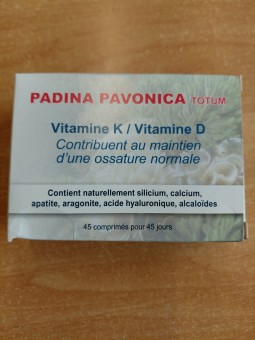 PADINA PAVONICA TOTUM
Vitamine K / Vitamine D
Contribuent au maintien
d'une ossature normale
Contient naturellement silicium, calcium,
apatite, aragonite, acide hyaluronique, alcaloïdes
45 comprimés pour 45 jours